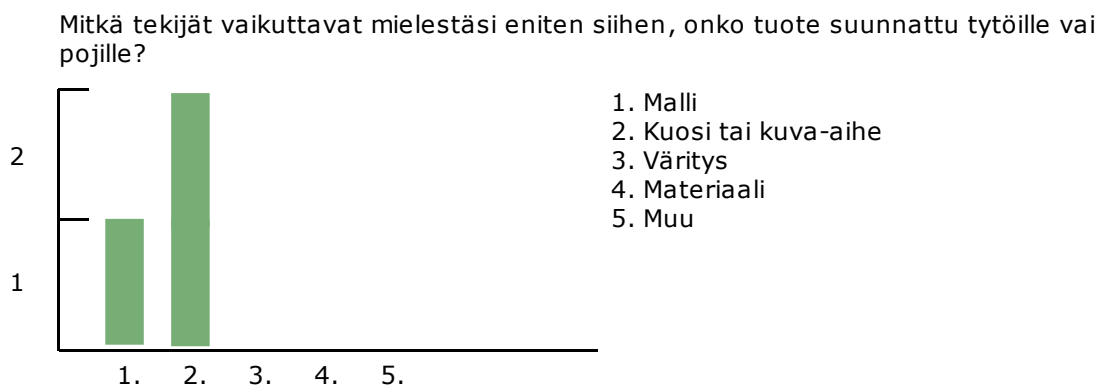 Mitkä tekijät vaikuttavat mielestäsi eniten siihen, onko tuote suunnattu tytöille vai
pojille?
1. Malli
2. Kuosi tai kuva-aihe
3. Väritys
4. Materiaali
5. Muu
2
1
1. 2. 3. 4. 5.